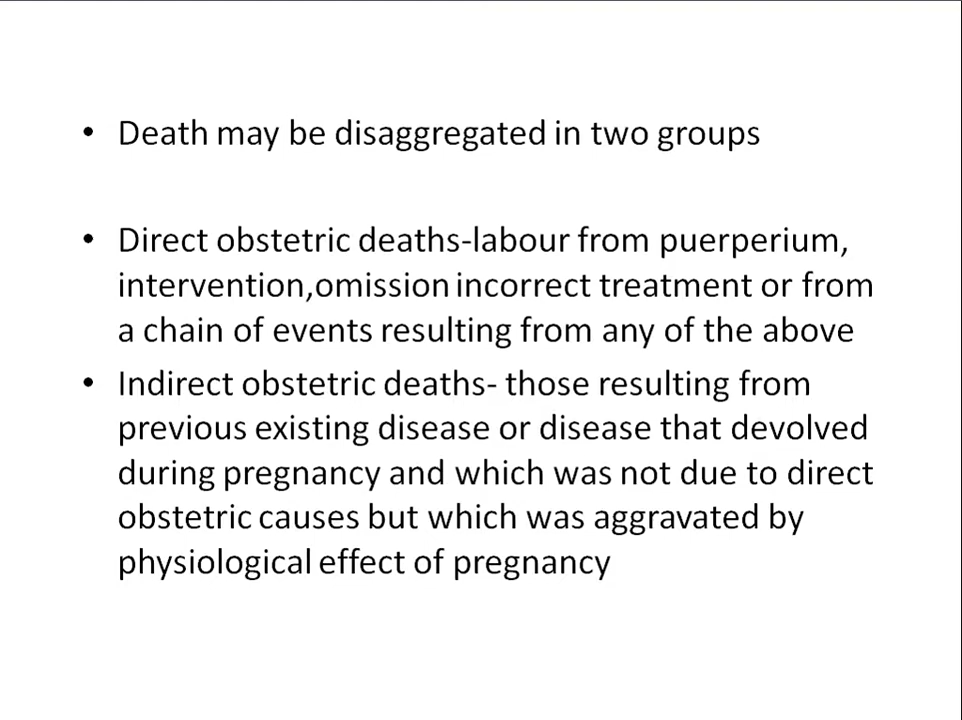 • Death may be disaggregated in two groups
• Direct obstetric deaths-labour from puerperium,
intervention,omission incorrect treatment or from
a chain of events resulting from any of the above
• Indirect obstetric deaths- those resulting from
previous existing disease or disease that devolved
during pregnancy and which was not due to direct
obstetric causes but which was aggravated by
physiological effect of pregnancy